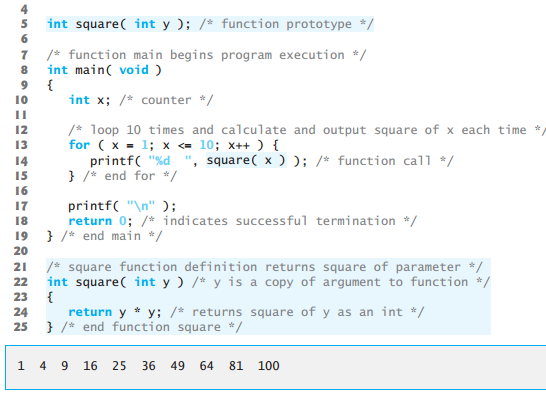 4
5 int square( int y ); /* function prototype */
6
7 /* function main begins program execution */
8 int main( void )
9 {
10 int x; /* counter */
11
12 /* loop 10 times and calculate and output square of x each time */
13 for ( x = 1; x <= 10; x++ ) {
14 printf( "%d  ", square( x ) ); /* function call */
15 } /* end for */
16
17 printf( "\n" );
18 return 0; /* indicates successful termination */
19 } /* end main */
20
21 /* square function definition returns square of parameter */
22 int square( int y ) /* y is a copy of argument to function */
23 {
24 return y * y; /* returns square of y as an int */
25 } /* end function square */
1  4  9  16  25  36  49  64  81  100